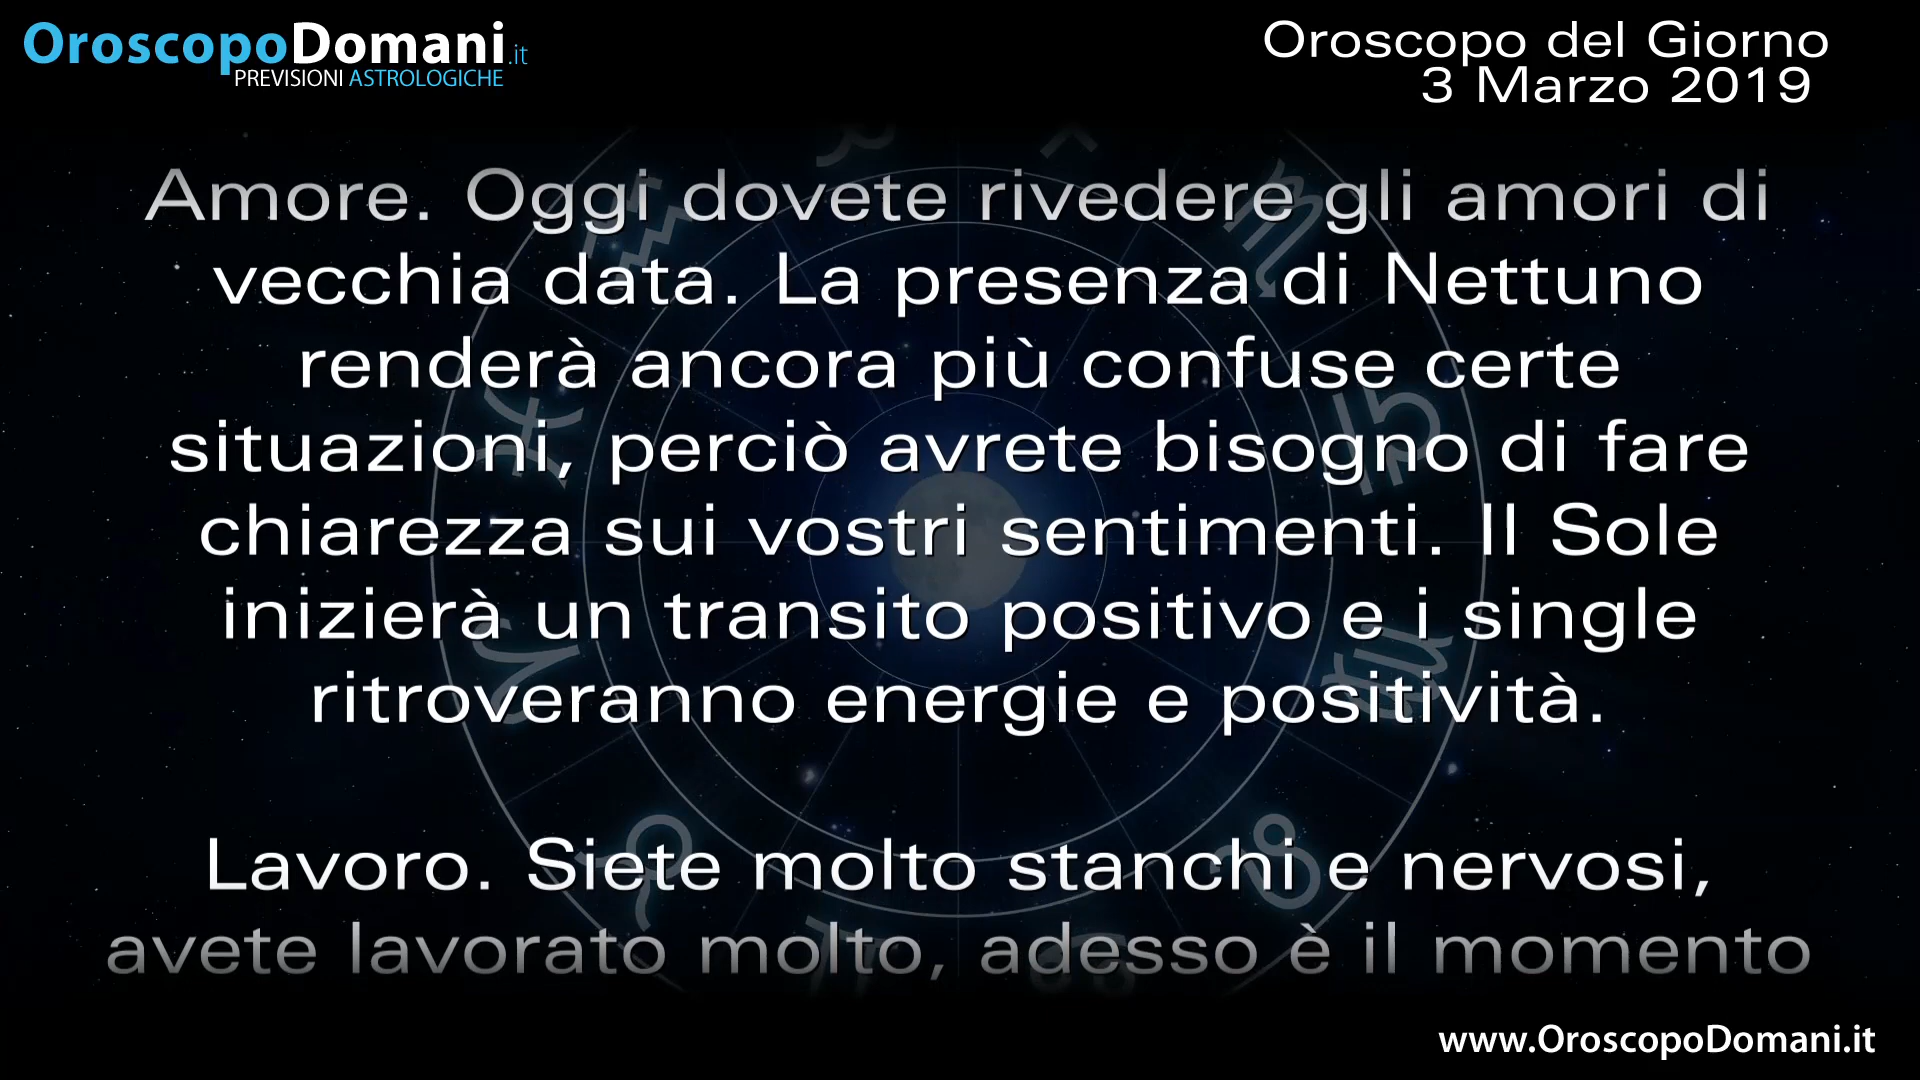 OroscopoDomani.it
PREVISIONI ASTROLOGICHE
Oroscopo del Giorno
3 Marzo 2019
Amore. Oggi dovete rivedere gli amori di
vecchia data. La presenza di Nettuno
renderà ancora più confuse certe
situazioni, perciò avrete bisogno di fare
chiarezza sui vostri sentimenti. Il Sole
inizierà un transito positivo e i single
ritroveranno energie e positività.
Lavoro. Siete molto stanchi e nervosi,
avete lavorato molto, adesso è il momento
www.OroscopoDomani.it